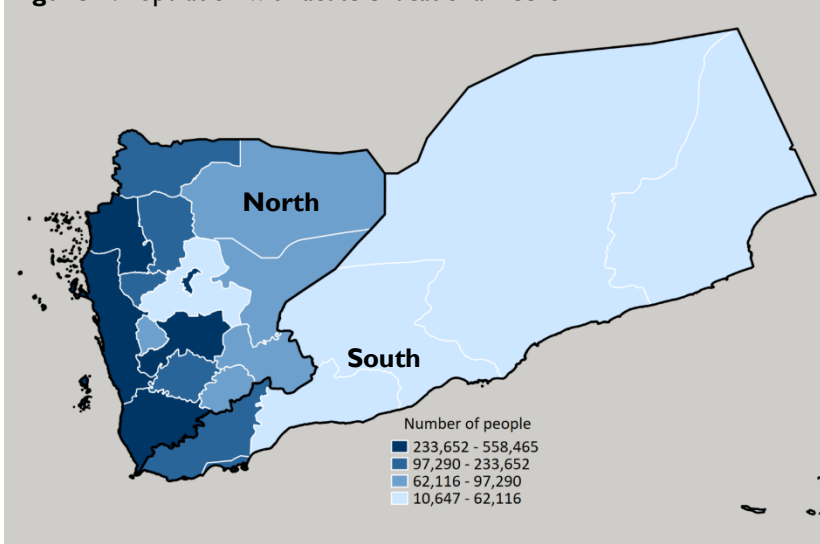 North
South
Number of people
233,652 - 558,465
97,290 - 233,652
62,116 - 97,290
10,647 - 62,116